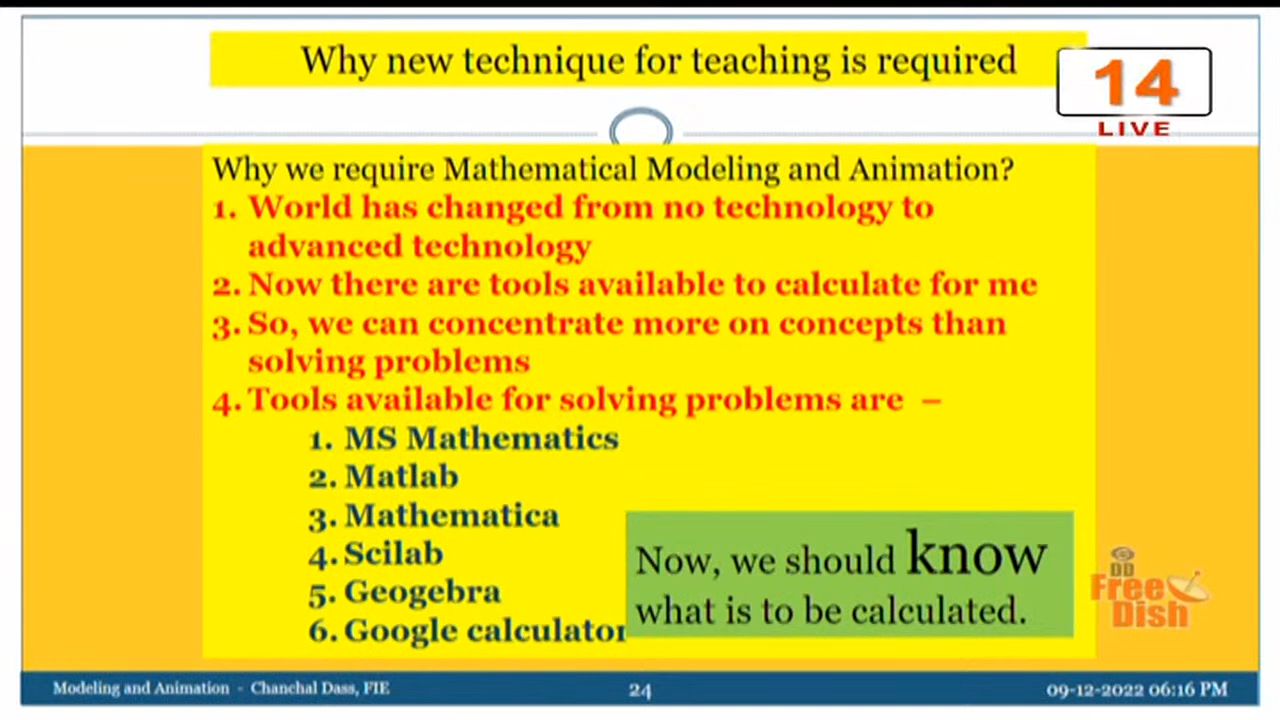 Why new technique for teaching is required
14
LIVE
Why we require Mathematical Modeling and Animation?
1. World has changed from no technology to
advanced technology
2. Now there are tools available to calculate for me
3. So, we can concentrate more on concepts than
solving problems
4. Tools available for solving problems are –
1. MS Mathematics
2. Matlab
3. Mathematica
4. Scilab
5. Geogebra
6. Google calculator
Now, we should know
what is to be calculated.
DD
Free
Dish
Modeling and Animation - Chanchal Dass, FIE
24
09-12-2022 06:16 PM